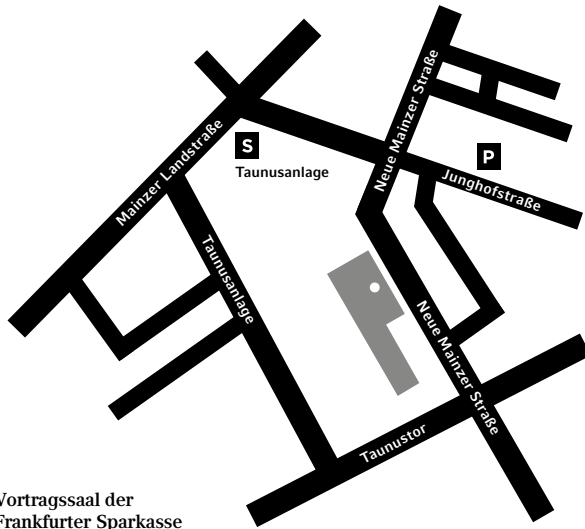 Neue Mainzer Straße
Mainzer Landstraße
S
Taunusanlage
P
Junghofstraße
Taunusanlage
Neue Mainzer Straße
Taunustor
Vortragssaal der
Frankfurter Sparkasse